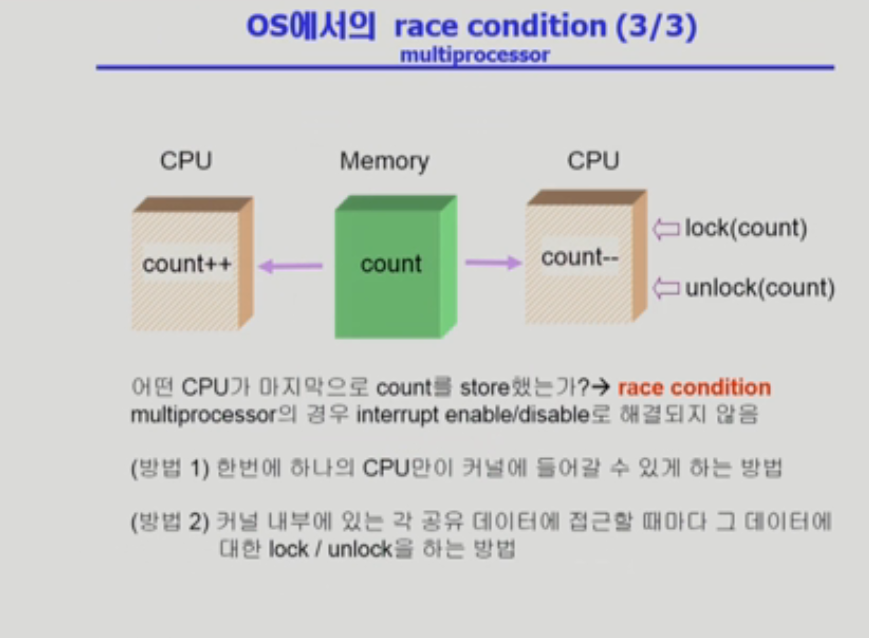 OS에서의 race condition (3/3)
multiprocessor
CPU
Memory
CPU
count++
count
count--
lock(count)
unlock(count)
어떤 CPU가 마지막으로 count를 store했는가?→ race condition
multiprocessor의 경우 interrupt enable/disable로 해결되지 않음
(방법 1) 한번에 하나의 CPU만이 커널에 들어갈 수 있게 하는 방법
(방법 2) 커널 내부에 있는 각 공유 데이터에 접근할 때마다 그 데이터에
대한 lock / unlock을 하는 방법